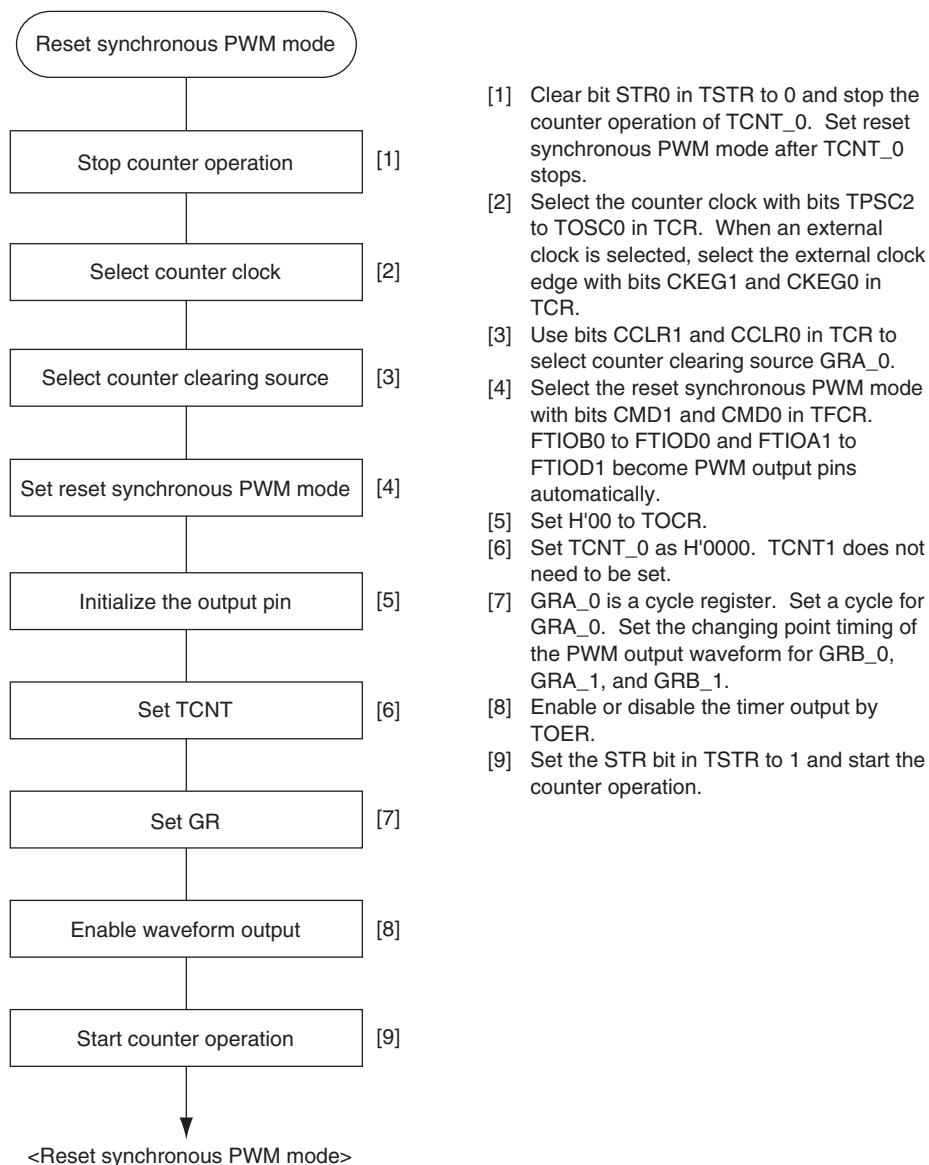 Reset synchronous PWM mode
Stop counter operation
[1]
Select counter clock
[2]
Select counter clearing source
[3]
Set reset synchronous PWM mode
[4]
Initialize the output pin
[5]
Set TCNT
[6]
Set GR
[7]
Enable waveform output
[8]
Start counter operation
[9]
<Reset synchronous PWM mode>
[1] Clear bit STR0 in TSTR to 0 and stop the
counter operation of TCNT_0. Set reset
synchronous PWM mode after TCNT_0
stops.
[2] Select the counter clock with bits TPSC2
to TOSC0 in TCR. When an external
clock is selected, select the external clock
edge with bits CKEG1 and CKEG0 in
TCR.
[3] Use bits CCLR1 and CCLR0 in TCR to
select counter clearing source GRA_0.
[4] Select the reset synchronous PWM mode
with bits CMD1 and CMD0 in TFCR.
FTIOB0 to FTIOD0 and FTIOA1 to
FTIOD1 become PWM output pins
automatically.
[5] Set H'00 to TOCR.
[6] Set TCNT_0 as H'0000. TCNT1 does not
need to be set.
[7] GRA_0 is a cycle register. Set a cycle for
GRA_0. Set the changing point timing of
the PWM output waveform for GRB_0,
GRA_1, and GRB_1.
[8] Enable or disable the timer output by
TOER.
[9] Set the STR bit in TSTR to 1 and start the
counter operation.